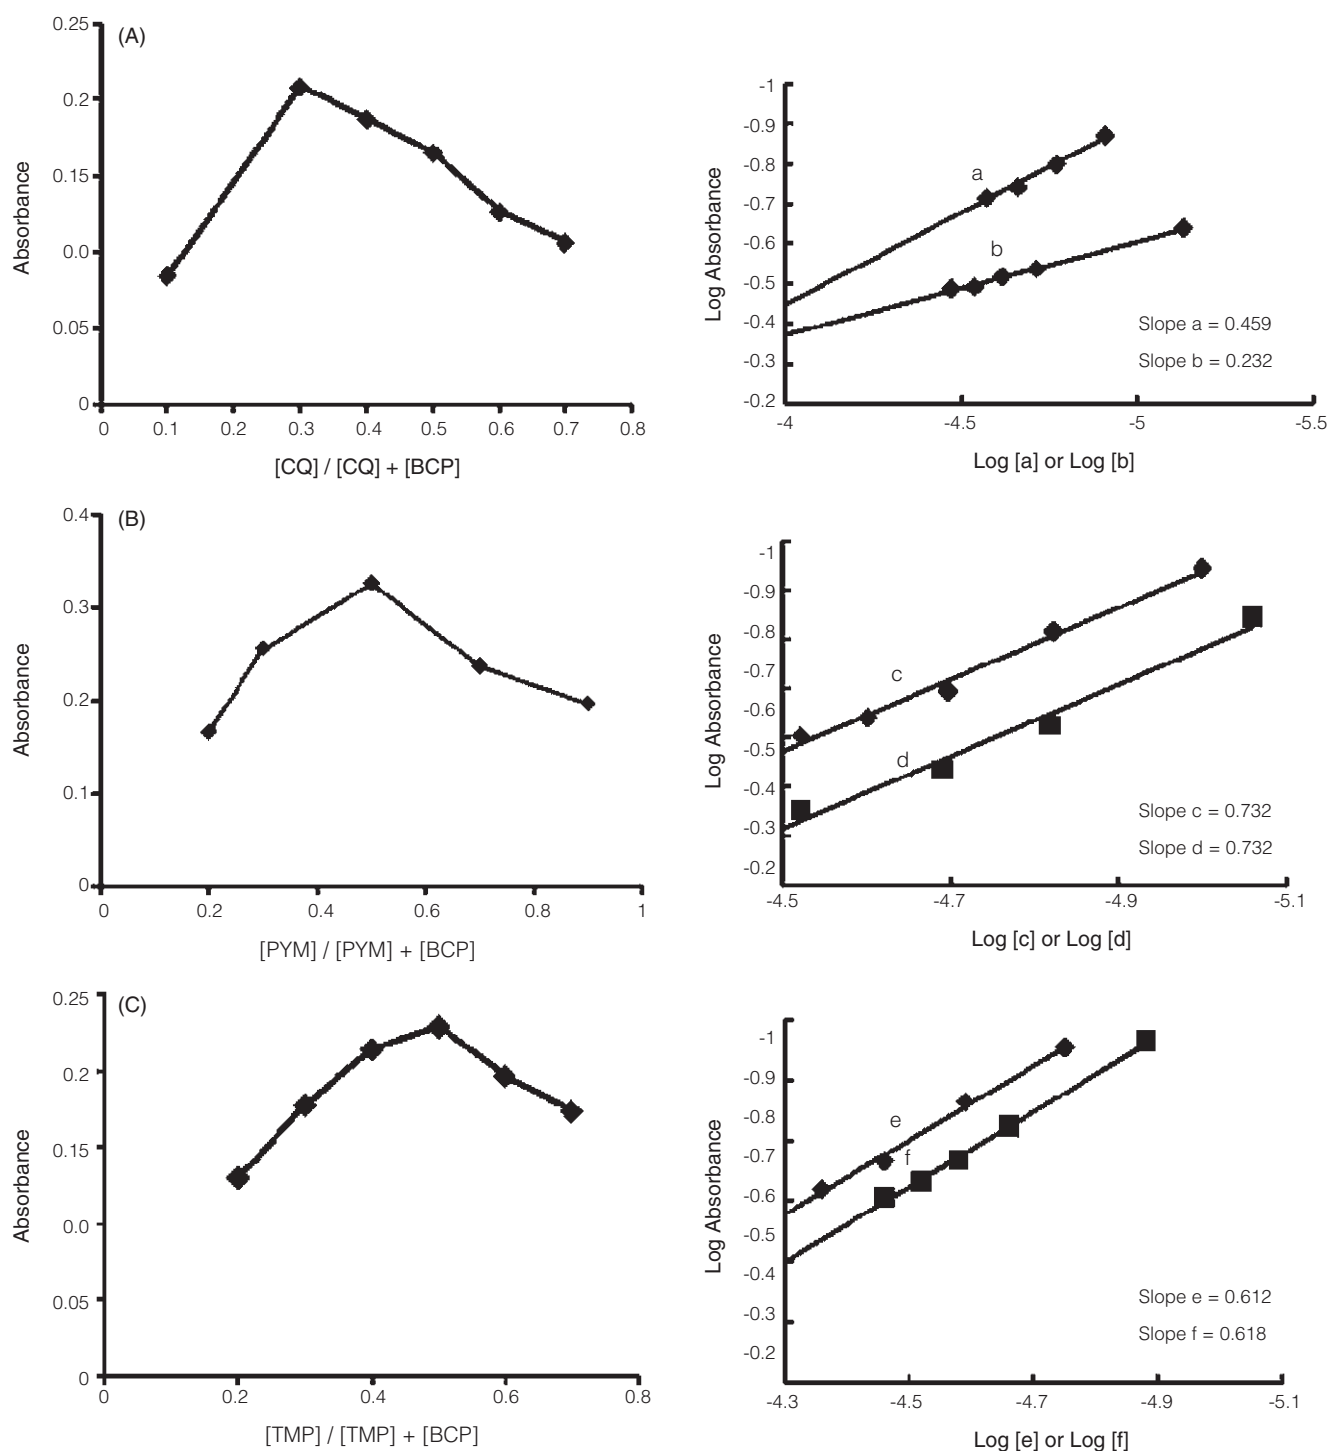 (A)
Absorbance
0.25
0.2
0.15
0.0
0.05
0
0 0.1 0.2 0.3 0.4 0.5 0.6 0.7 0.8
[CQ] / [CQ] + [BCP]
Log Absorbance
-1
-0.9
-0.8
-0.7
-0.6
-0.5
-0.4
-0.3
-0.2
a
b
Slope a = 0.459
Slope b = 0.232
-4 -4.5 -5 -5.5
Log [a] or Log [b]
(B)
Absorbance
0.4
0.3
0.2
0.1
0
0 0.2 0.4 0.6 0.8 1
[PYM] / [PYM] + [BCP]
Log Absorbance
-1
-0.9
-0.8
-0.7
-0.6
-0.5
-0.4
-0.3
-0.2
c
d
Slope c = 0.732
Slope d = 0.732
-4.5 -4.7 -4.9 -5.1
Log [c] or Log [d]
(C)
Absorbance
0.25
0.2
0.15
0.0
0.05
0
0 0.2 0.4 0.6 0.8
[TMP] / [TMP] + [BCP]
Log Absorbance
-1
-0.9
-0.8
-0.7
-0.6
-0.5
-0.4
-0.3
-0.2
e
f
Slope e = 0.612
Slope f = 0.618
-4.3 -4.5 -4.7 -4.9 -5.1
Log [e] or Log [f]